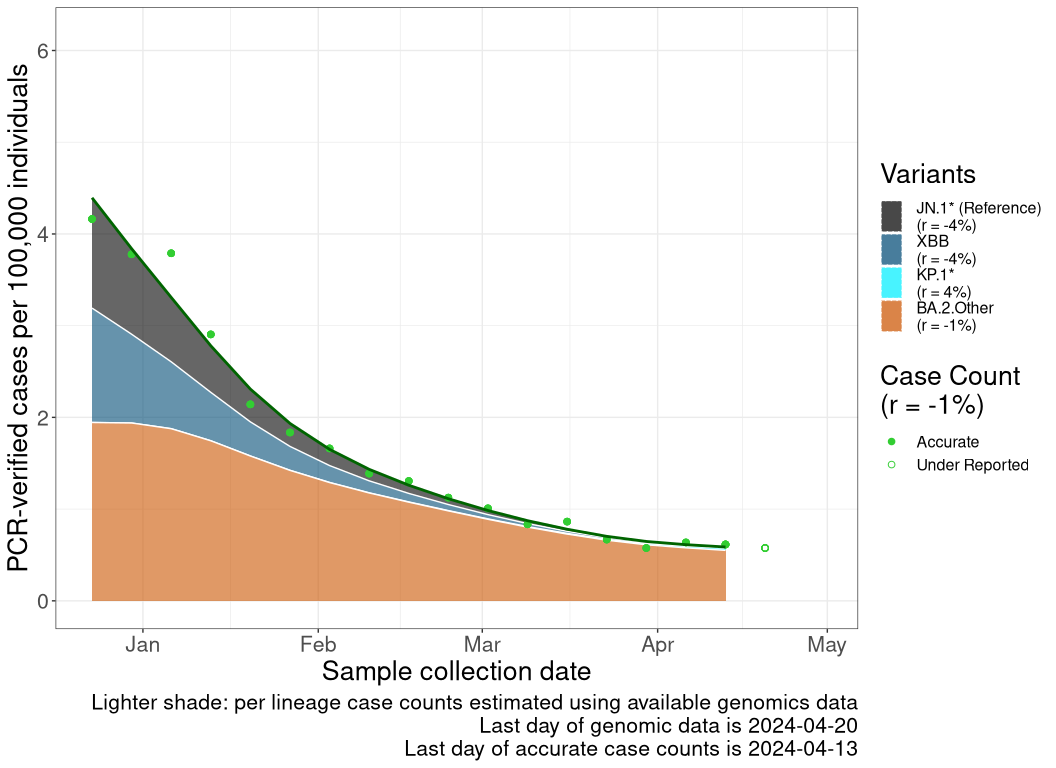 PCR-verified cases per 100,000 individuals
6
4
2
0
Jan
Feb
Mar
Apr
May
Sample collection date
Lighter shade: per lineage case counts estimated using available genomics data
Last day of genomic data is 2024-04-20
Last day of accurate case counts is 2024-04-13
Variants
JN.1* (Reference)
(r = -4%)
XBB
(r = -4%)
KP.1*
(r = 4%)
BA.2.Other
(r = -1%)
Case Count
(r = -1%)
Accurate
Under Reported